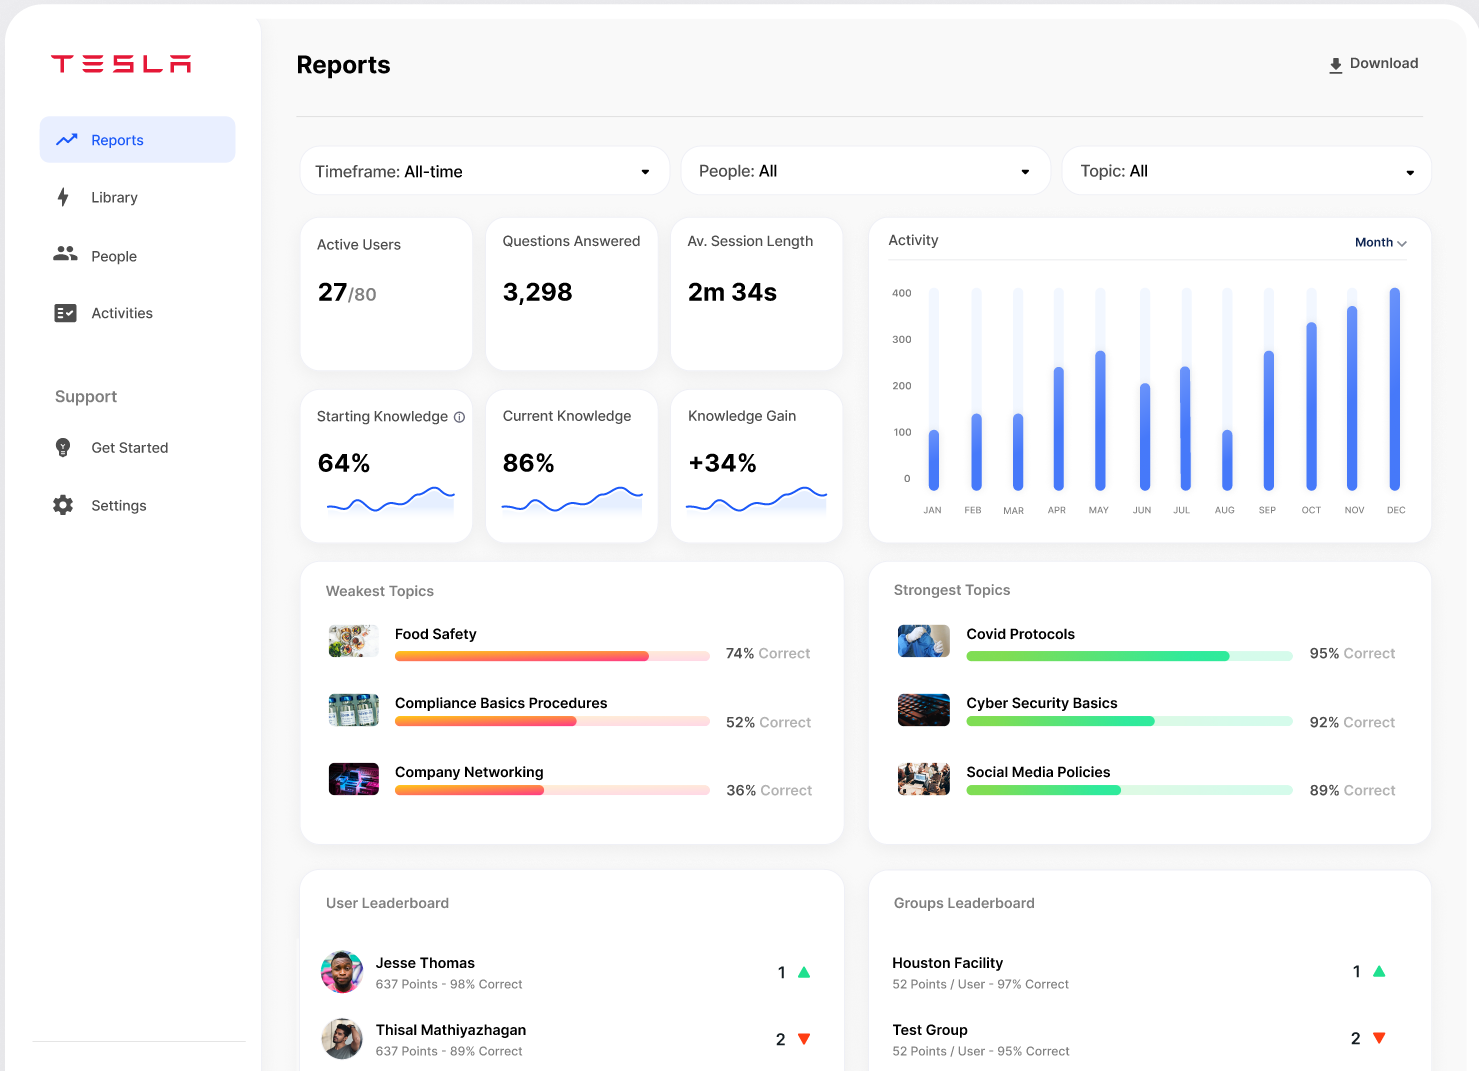 TESLA
Reports
Library
People
Activities
Support
Get Started
Settings
Reports
Download
Timeframe: All-time
People: All
Topic: All
Active Users
27/80
Questions Answered
3,298
Av. Session Length
2m 34s
Starting Knowledge
64%
Current Knowledge
86%
Knowledge Gain
+34%
Activity
Month
400
300
200
100
0
JAN FEB MAR APR MAY JUN JUL AUG SEP OCT NOV DEC
Weakest Topics
Food Safety
74% Correct
Compliance Basics Procedures
52% Correct
Company Networking
36% Correct
Strongest Topics
Covid Protocols
95% Correct
Cyber Security Basics
92% Correct
Social Media Policies
89% Correct
User Leaderboard
Jesse Thomas
637 Points - 98% Correct
1
Thisal Mathiyazhagan
637 Points - 89% Correct
2
Groups Leaderboard
Houston Facility
52 Points / User - 97% Correct
1
Test Group
52 Points / User - 95% Correct
2